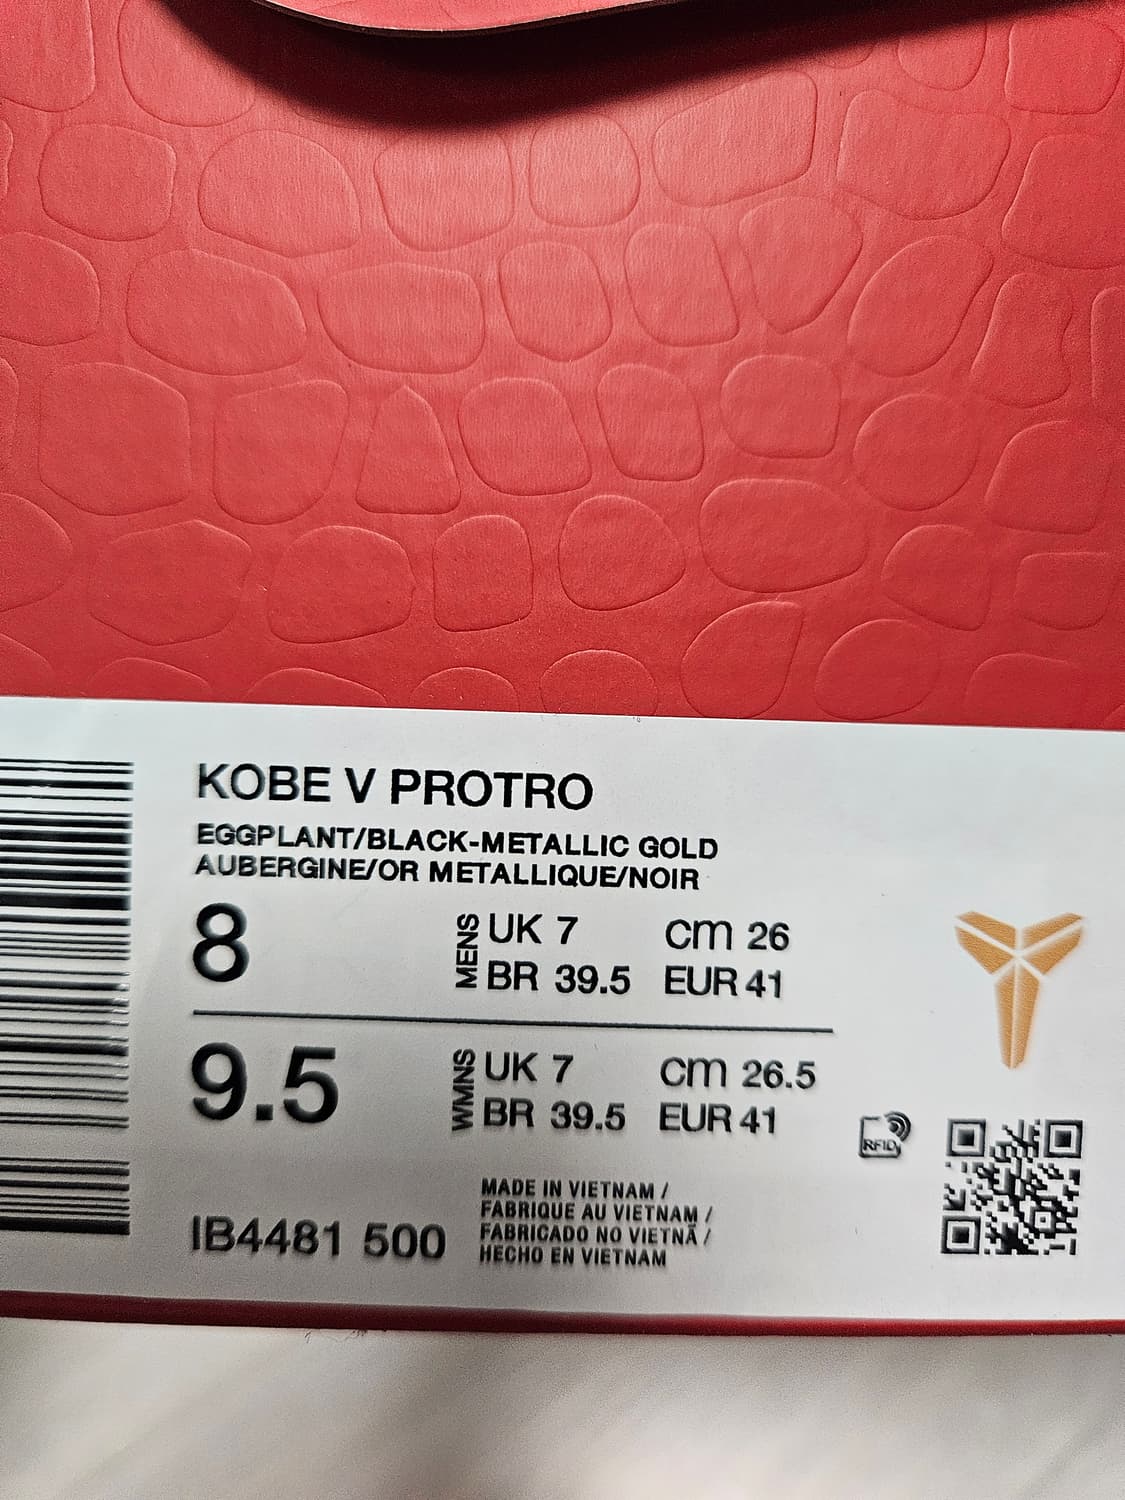 KOBE V PROTRO
EGGPLANT/BLACK-METALLIC GOLD
AUBERGINE/OR METALLIQUE/NOIR
8
MENS
UK 7
cm 26
BR 39.5
EUR 41
9.5
WMNS
UK 7
cm 26.5
BR 39.5
EUR 41
RFID
IB4481 500
MADE IN VIETNAM /
FABRIQUE AU VIETNAM /
FABRICADO NO VIETNÃ /
HECHO EN VIETNAM